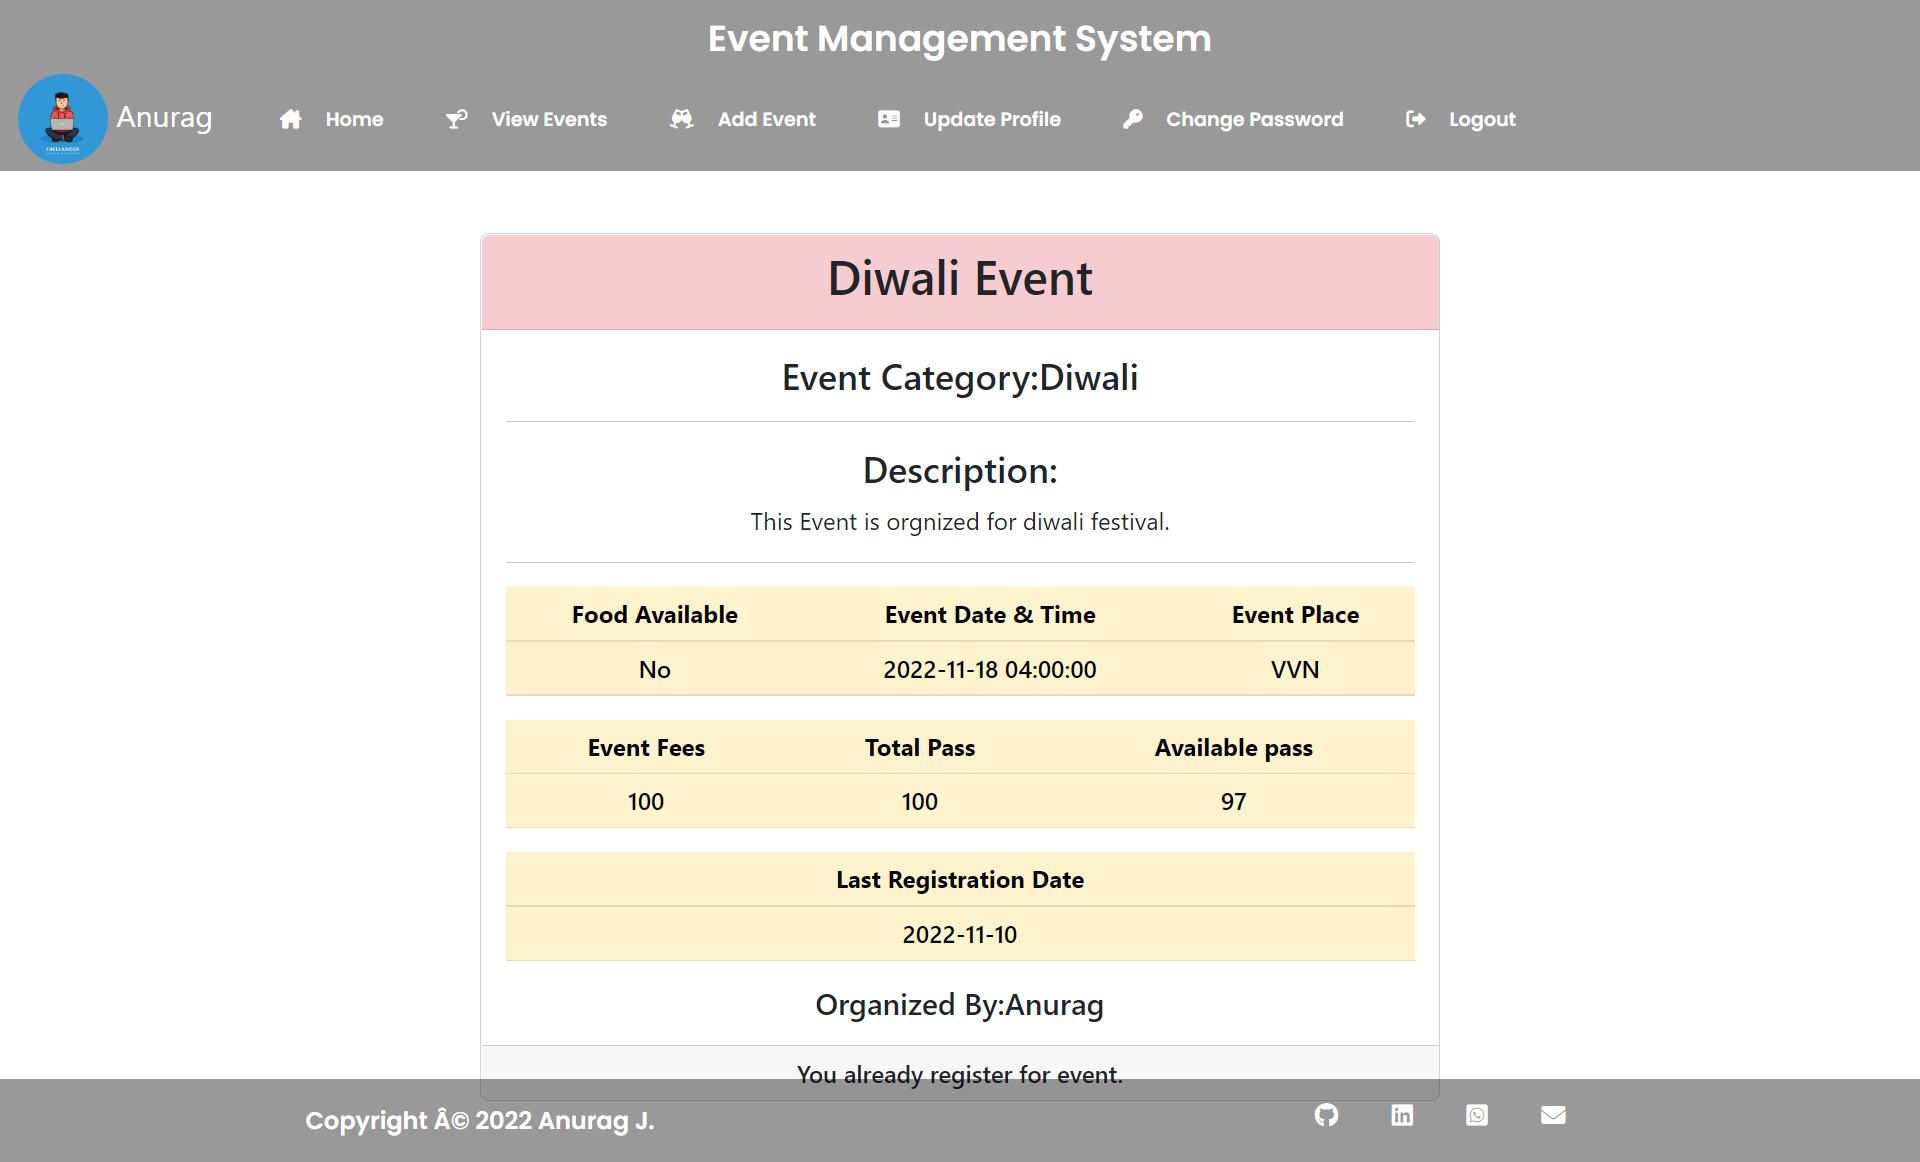 Event Management System
FREELANCER
Anurag
Home
View Events
Add Event
Update Profile
Change Password
Logout
Diwali Event
Event Category:Diwali
Description:
This Event is orgnized for diwali festival.
Food Available Event Date & Time Event Place
No 2022-11-18 04:00:00 VVN
Event Fees Total Pass Available pass
100 100 97
Last Registration Date
2022-11-10
Organized By:Anurag
You already register for event.
Copyright Â© 2022 Anurag J.
in